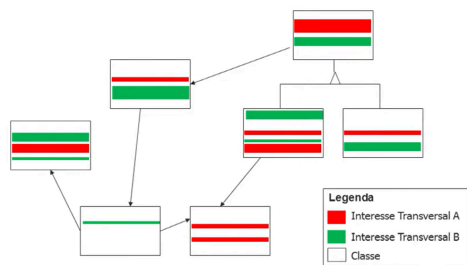 Legenda
Interesse Transversal A
Interesse Transversal B
Classe